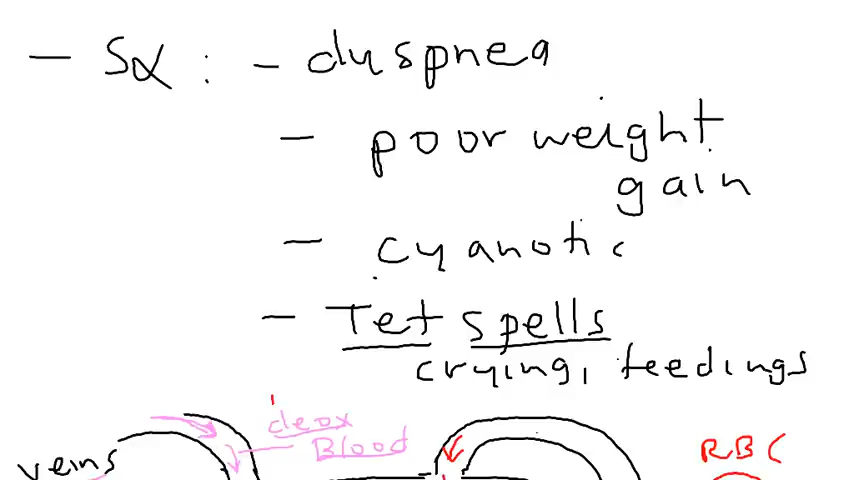 - Sx : - dyspnea
- poor weight
gain
- cyanotic
- Tet spells
crying, feedings
deox
Blood
veins
RBC